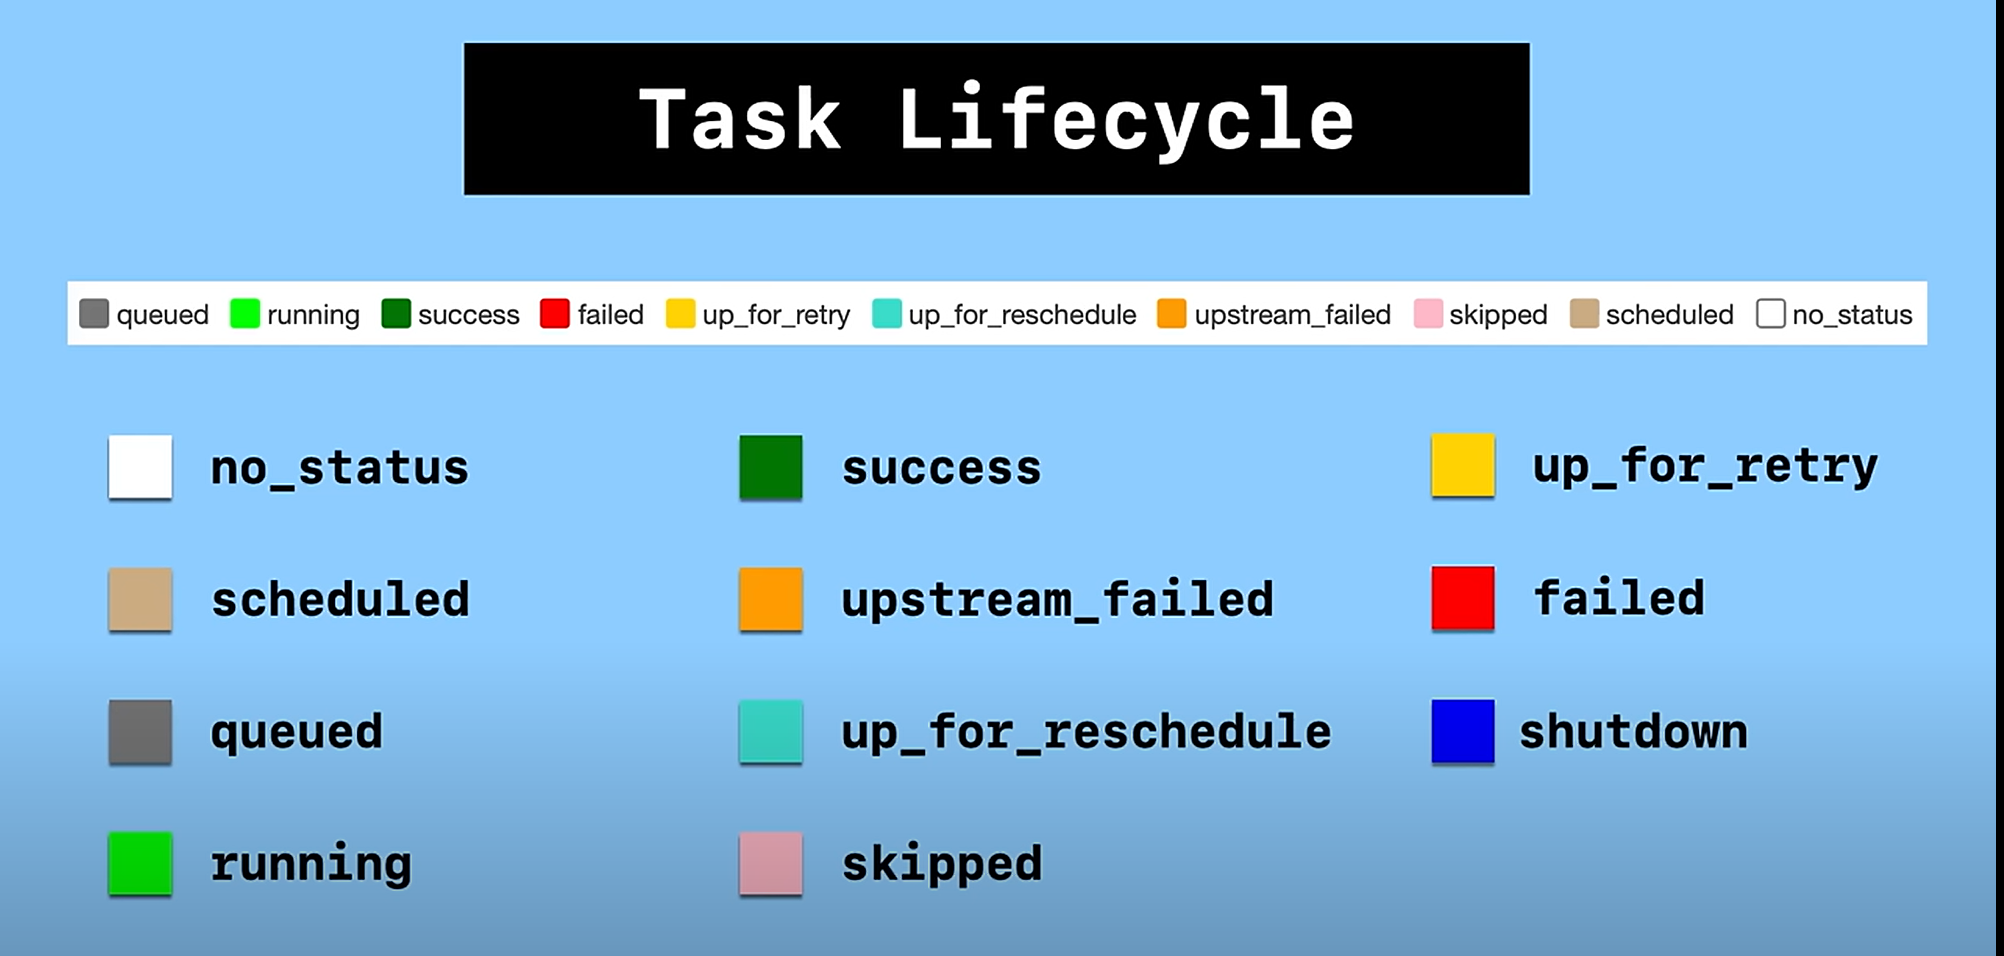 Task Lifecycle
queued running success failed up_for_retry up_for_reschedule upstream_failed skipped scheduled no_status
no_status success up_for_retry
scheduled upstream_failed failed
queued up_for_reschedule shutdown
running skipped